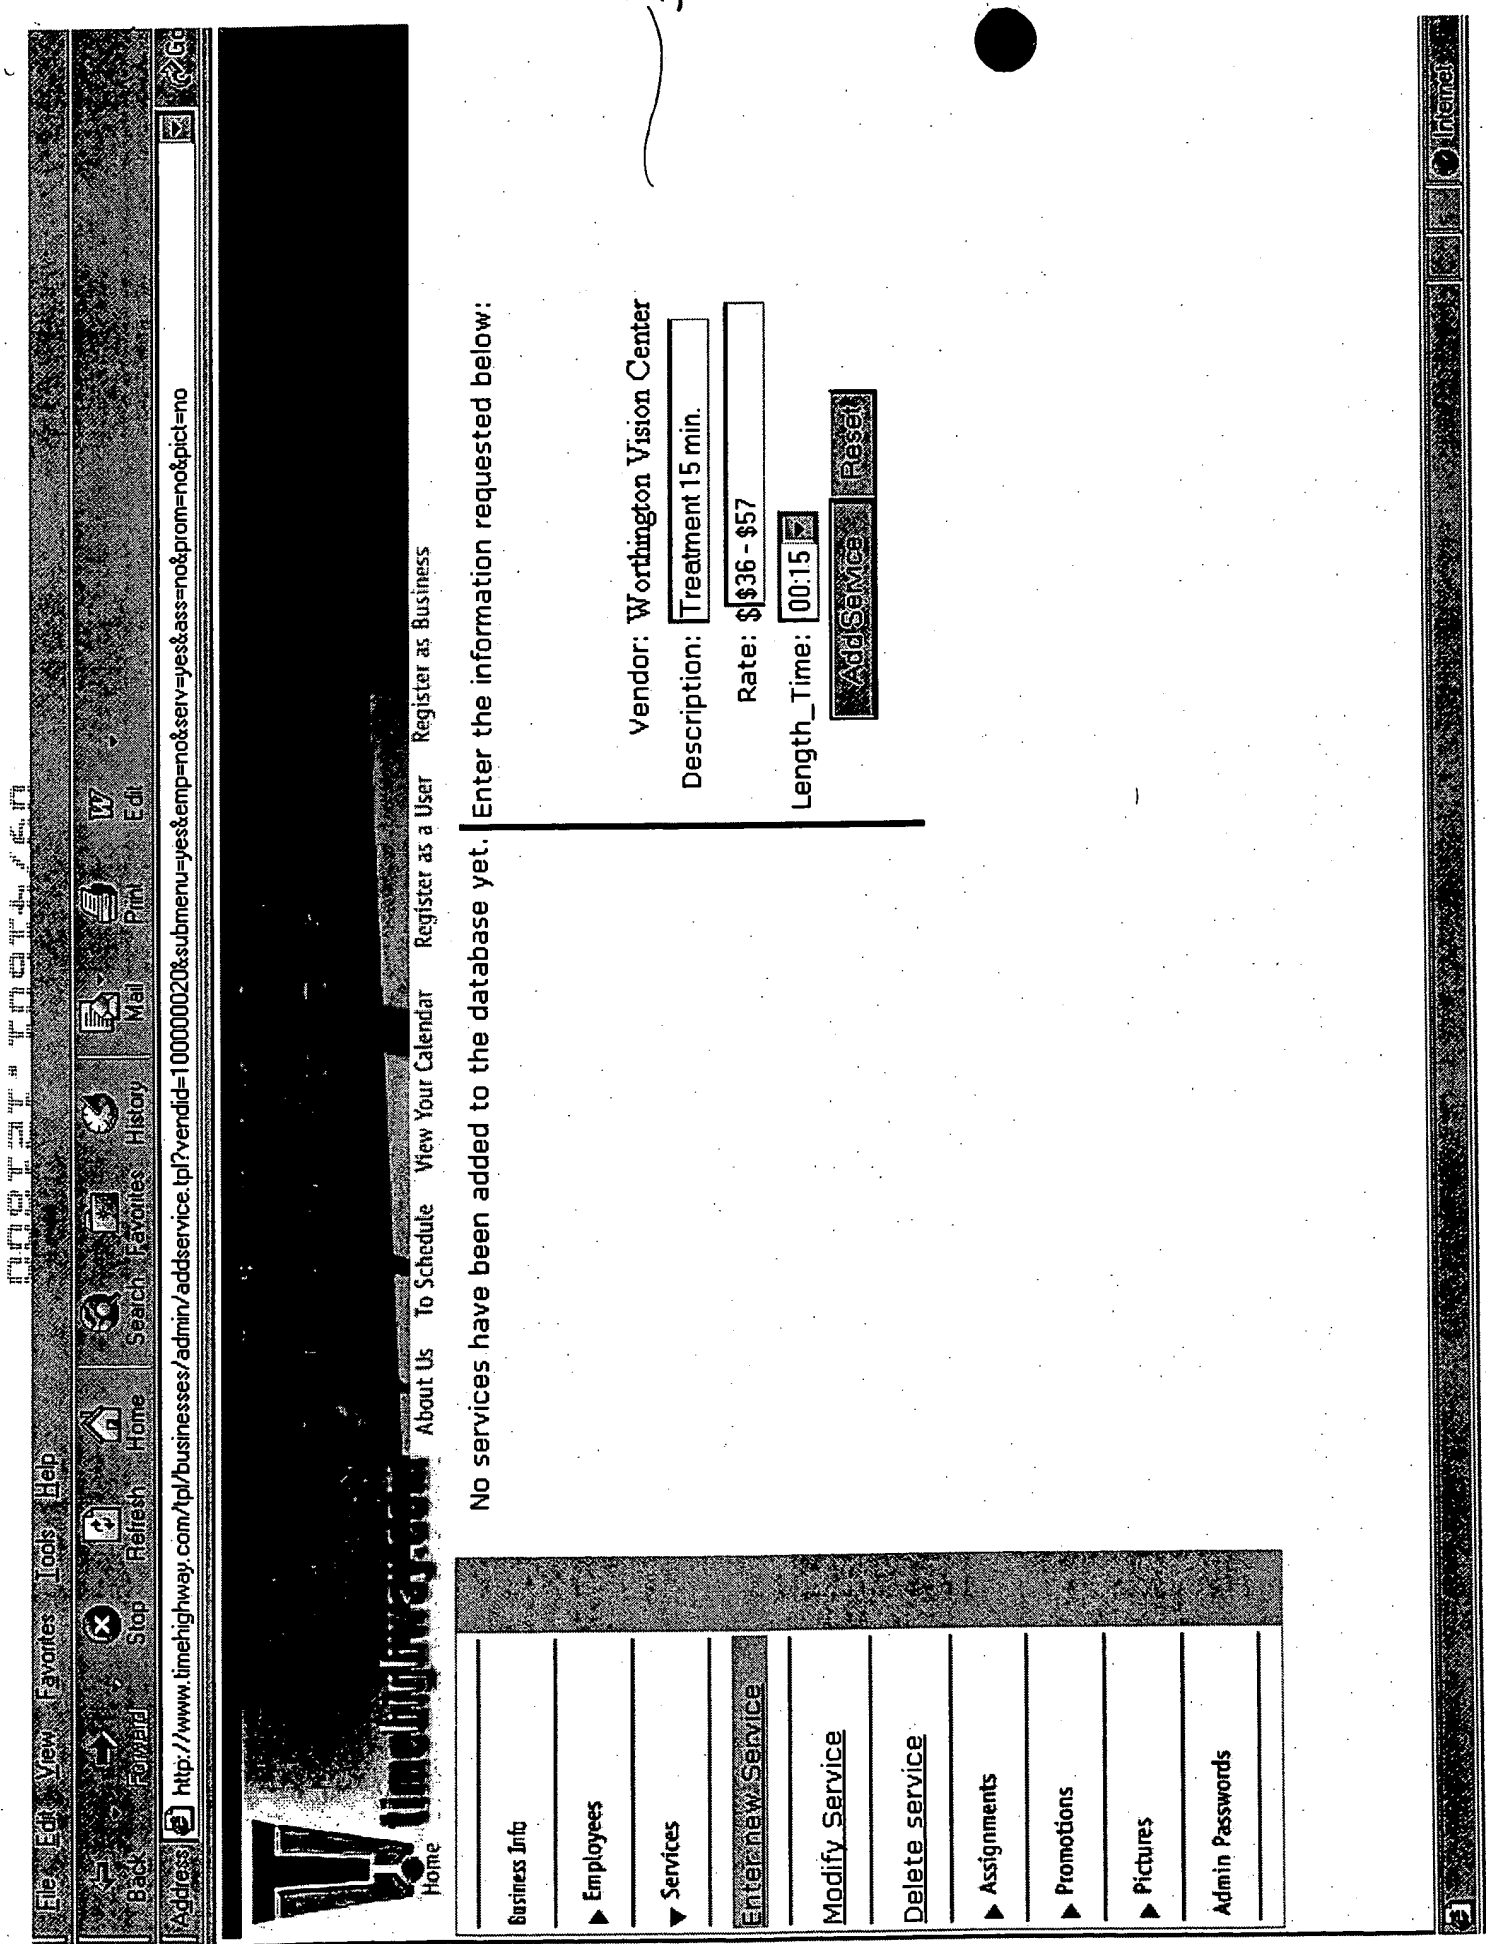 File Edit View Favorites Tools Help
Back Forward Stop Refresh Home Search Favorites History Mail Print Edit
Address http://www.timehighway.com/tpl/businesses/admin/addservice.tpl?vendid=100000020&submenu=yes&emp=no&serv=yes&ass=no&prom=no&pict=no Go
timehighway.com
Home About Us To Schedule View Your Calendar Register as a User Register as Business
Business Info
Employees
Services
Enter new Service
Modify Service
Delete service
Assignments
Promotions
Pictures
Admin Passwords
No services have been added to the database yet.
Enter the information requested below:
Vendor: Worthington Vision Center
Description: Treatment 15 min.
Rate: $ $36 - $57
Length_Time: 00:15
Add Service Reset
Internet